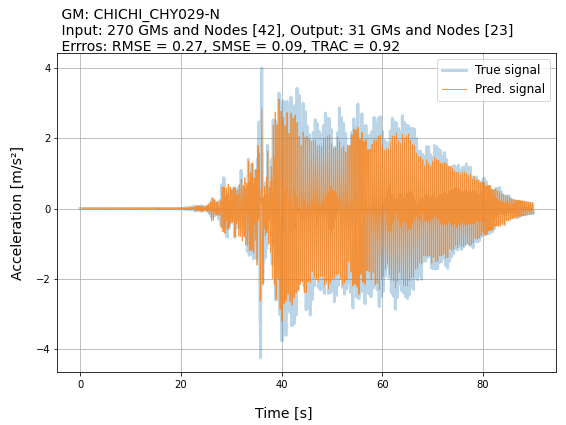 GM: CHICHI_CHY029-N
Input: 270 GMs and Nodes [42], Output: 31 GMs and Nodes [23]
Errros: RMSE = 0.27, SMSE = 0.09, TRAC = 0.92
True signal
Pred. signal
4
2
0
−2
−4
Acceleration [m/s²]
0 20 40 60 80
Time [s]